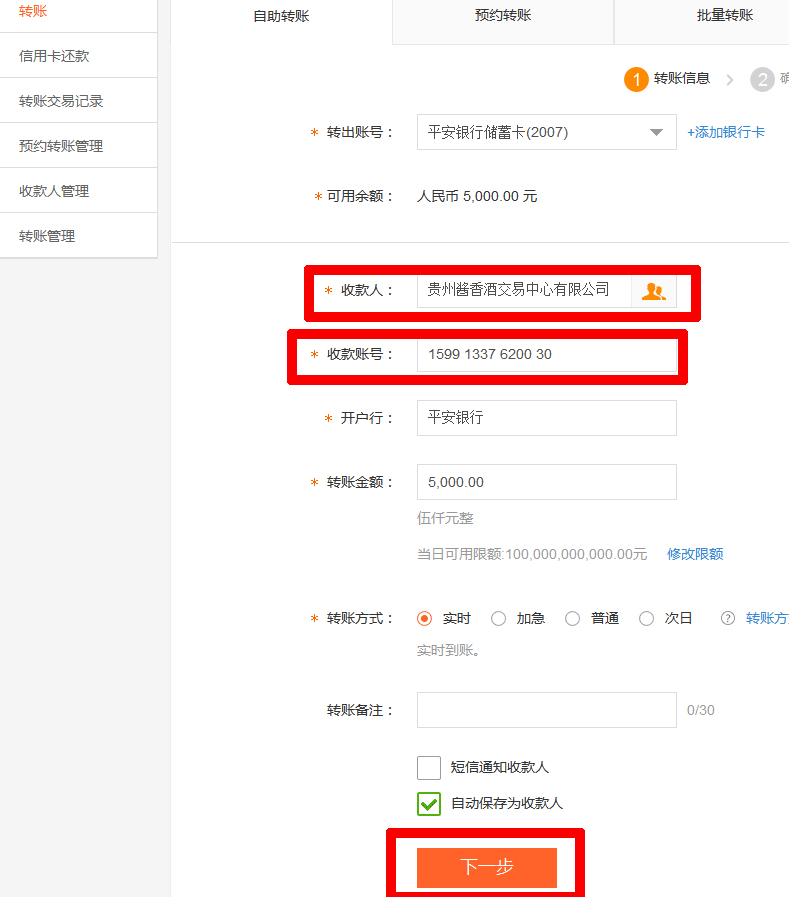 转账
信用卡还款
转账交易记录
预约转账管理
收款人管理
转账管理
自助转账 预约转账 批量转账
1 转账信息 2
* 转出账号： 平安银行储蓄卡(2007) +添加银行卡
* 可用余额： 人民币 5,000.00 元
* 收款人： 贵州酱香酒交易中心有限公司
* 收款账号： 1599 1337 6200 30
* 开户行： 平安银行
* 转账金额： 5,000.00
伍仟元整
当日可用限额:100,000,000,000.00元 修改限额
* 转账方式： 实时 加急 普通 次日 ? 转账方
实时到账。
转账备注： 0/30
短信通知收款人
自动保存为收款人
下一步